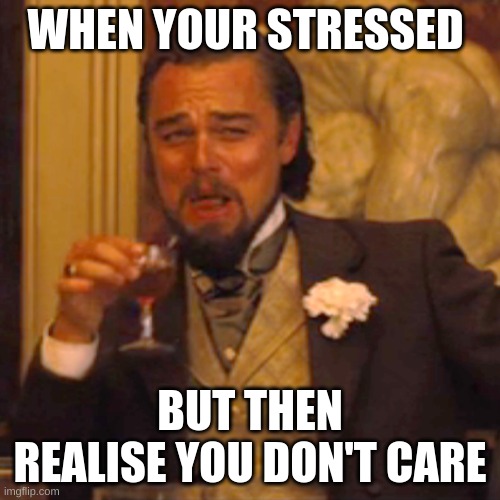 WHEN YOUR STRESSED
BUT THEN
REALISE YOU DON'T CARE
imgflip.com